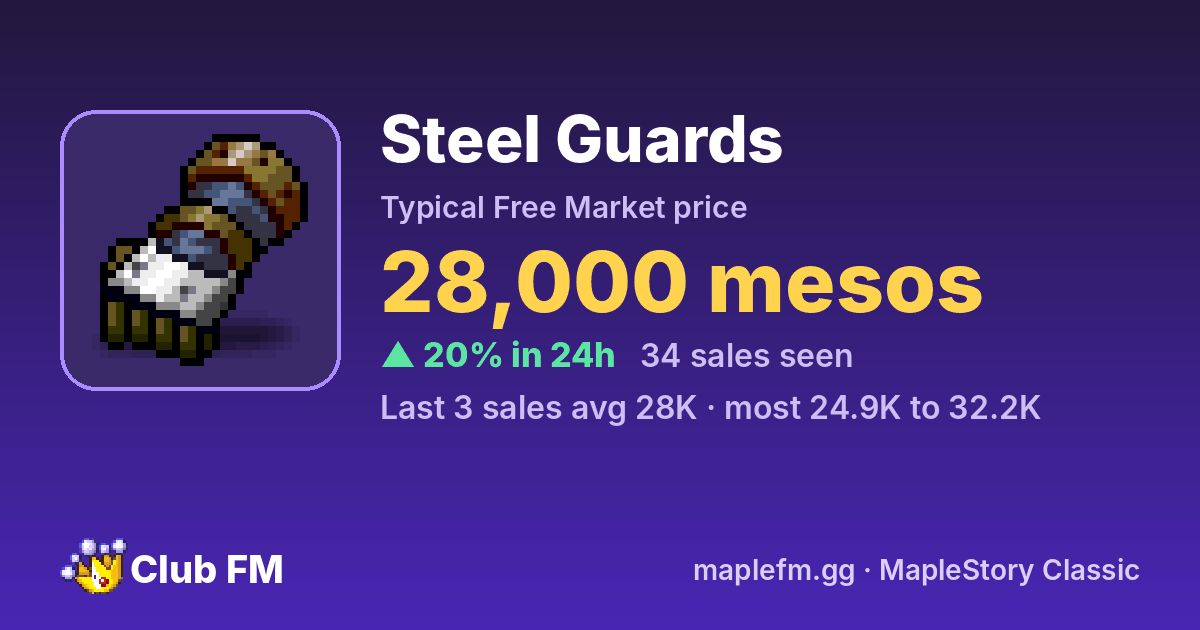 Steel Guards
Typical Free Market price
28,000 mesos
▲ 20% in 24h 34 sales seen
Last 3 sales avg 28K · most 24.9K to 32.2K
Club FM
maplefm.gg · MapleStory Classic